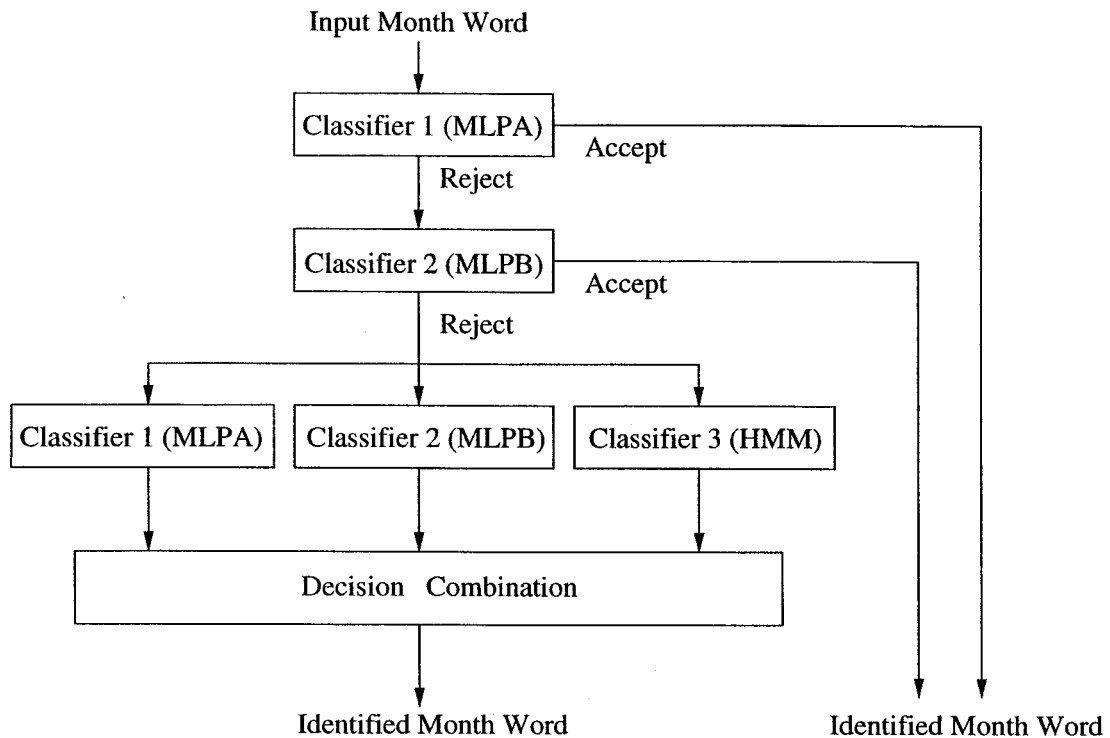 Input Month Word
Classifier 1 (MLPA)
Accept
Reject
Classifier 2 (MLPB)
Accept
Reject
Classifier 1 (MLPA)
Classifier 2 (MLPB)
Classifier 3 (HMM)
Decision Combination
Identified Month Word
Identified Month Word